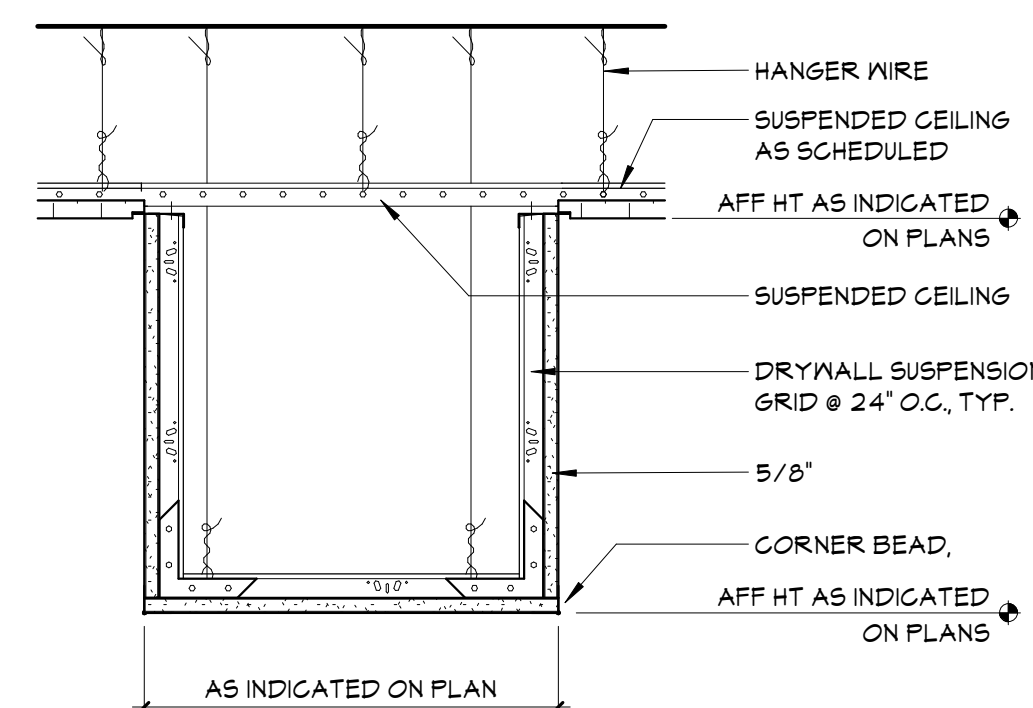 HANGER WIRE
SUSPENDED CEILING
AS SCHEDULED
AFF HT AS INDICATED
ON PLANS
SUSPENDED CEILING
DRYWALL SUSPENSION
GRID @ 24" O.C., TYP.
5/8"
CORNER BEAD,
AFF HT AS INDICATED
ON PLANS
AS INDICATED ON PLAN